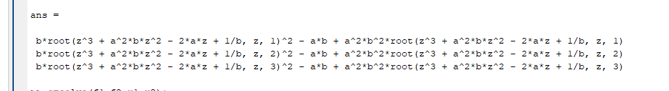 ans =
b*root(z^3 + a^2*b*z^2 - 2*a*z + 1/b, z, 1)^2 - a*b + a^2*b^2*root(z^3 + a^2*b*z^2 - 2*a*z + 1/b, z, 1)
b*root(z^3 + a^2*b*z^2 - 2*a*z + 1/b, z, 2)^2 - a*b + a^2*b^2*root(z^3 + a^2*b*z^2 - 2*a*z + 1/b, z, 2)
b*root(z^3 + a^2*b*z^2 - 2*a*z + 1/b, z, 3)^2 - a*b + a^2*b^2*root(z^3 + a^2*b*z^2 - 2*a*z + 1/b, z, 3)